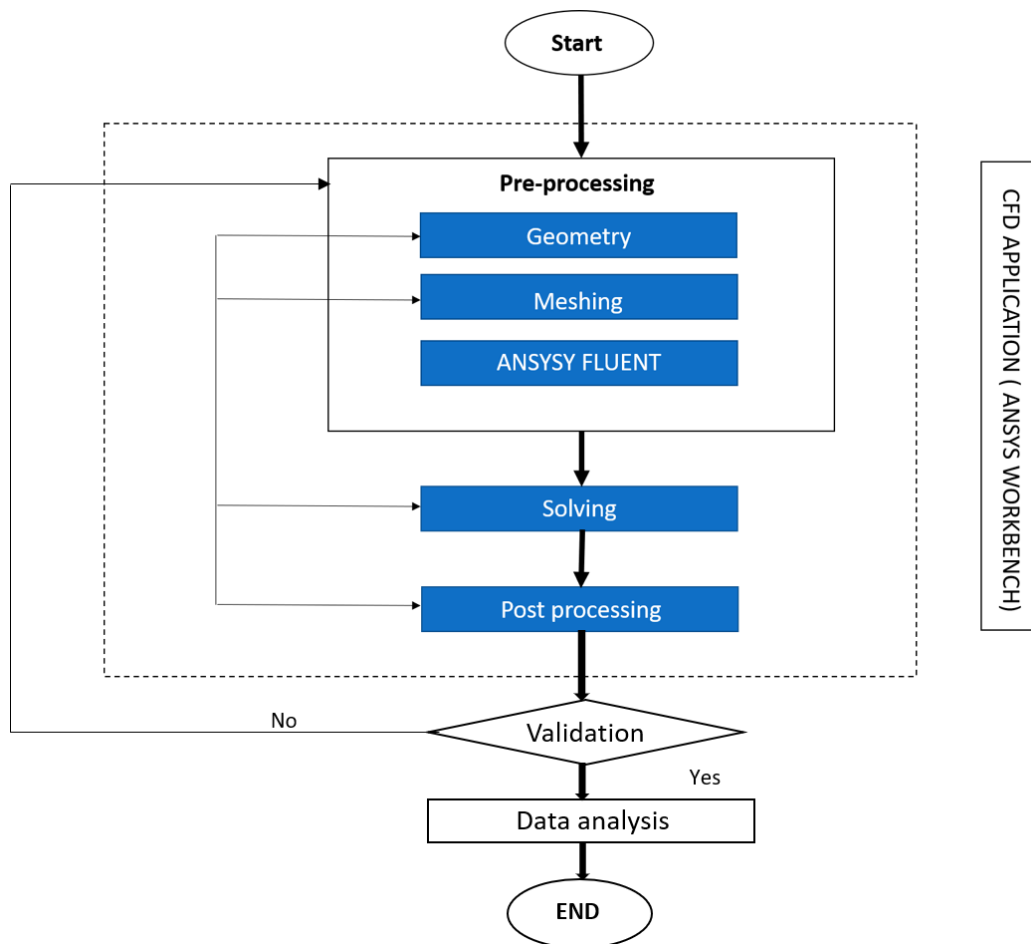 Start
Pre-processing
Geometry
Meshing
ANSYSY FLUENT
Solving
Post processing
Validation
No
Yes
Data analysis
END
CFD APPLICATION ( ANSYS WORKBENCH)